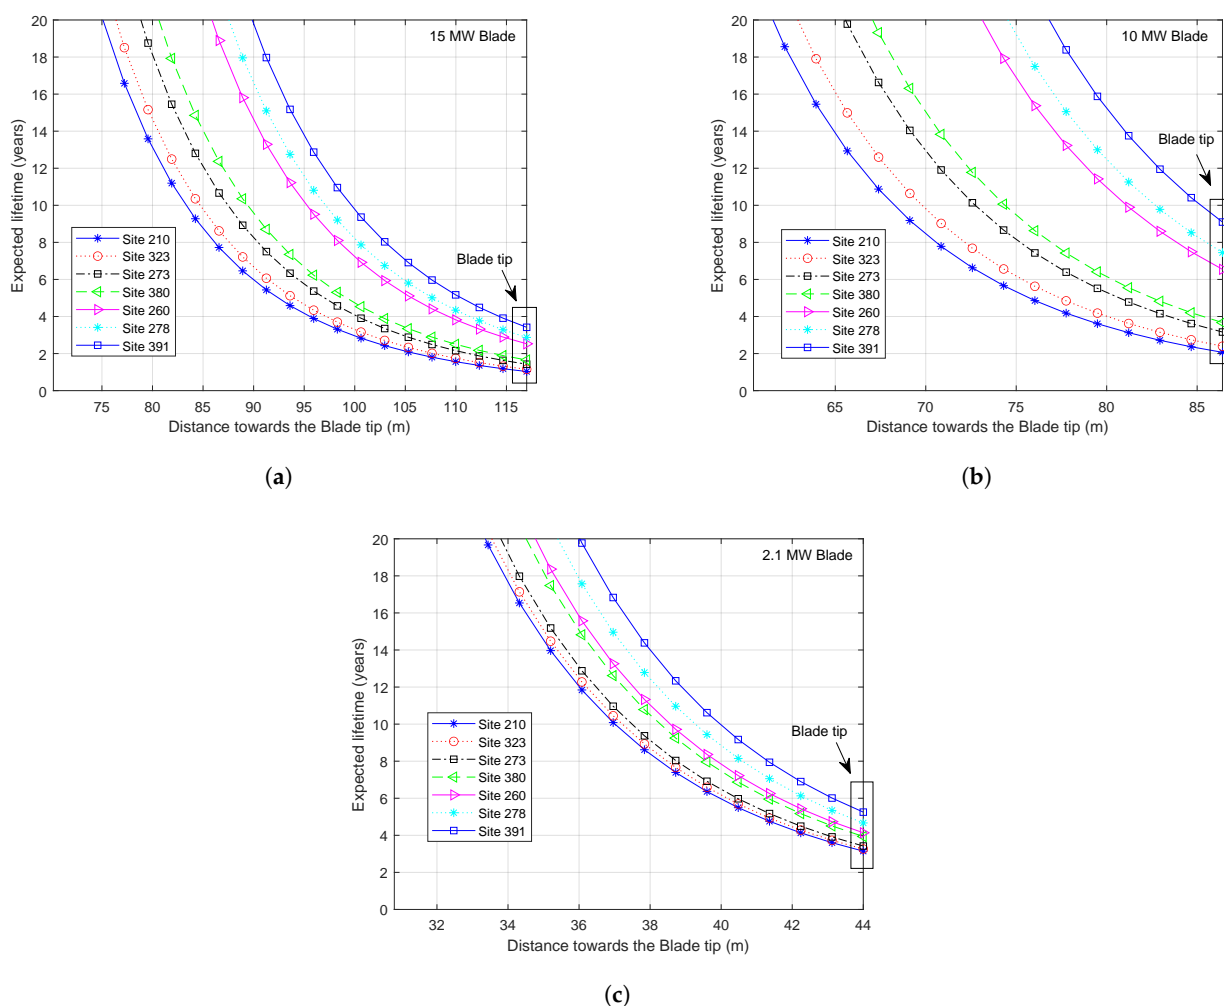 15 MW Blade
Expected lifetime (years)
20
18
16
14
12
10
8
6
4
2
0
Site 210
Site 323
Site 273
Site 380
Site 260
Site 278
Site 391
Blade tip
75 80 85 90 95 100 105 110 115
Distance towards the Blade tip (m)
(a)
10 MW Blade
Expected lifetime (years)
20
18
16
14
12
10
8
6
4
2
0
Blade tip
Site 210
Site 323
Site 273
Site 380
Site 260
Site 278
Site 391
65 70 75 80 85
Distance towards the Blade tip (m)
(b)
2.1 MW Blade
Expected lifetime (years)
20
18
16
14
12
10
8
6
4
2
0
Site 210
Site 323
Site 273
Site 380
Site 260
Site 278
Site 391
Blade tip
32 34 36 38 40 42 44
Distance towards the Blade tip (m)
(c)